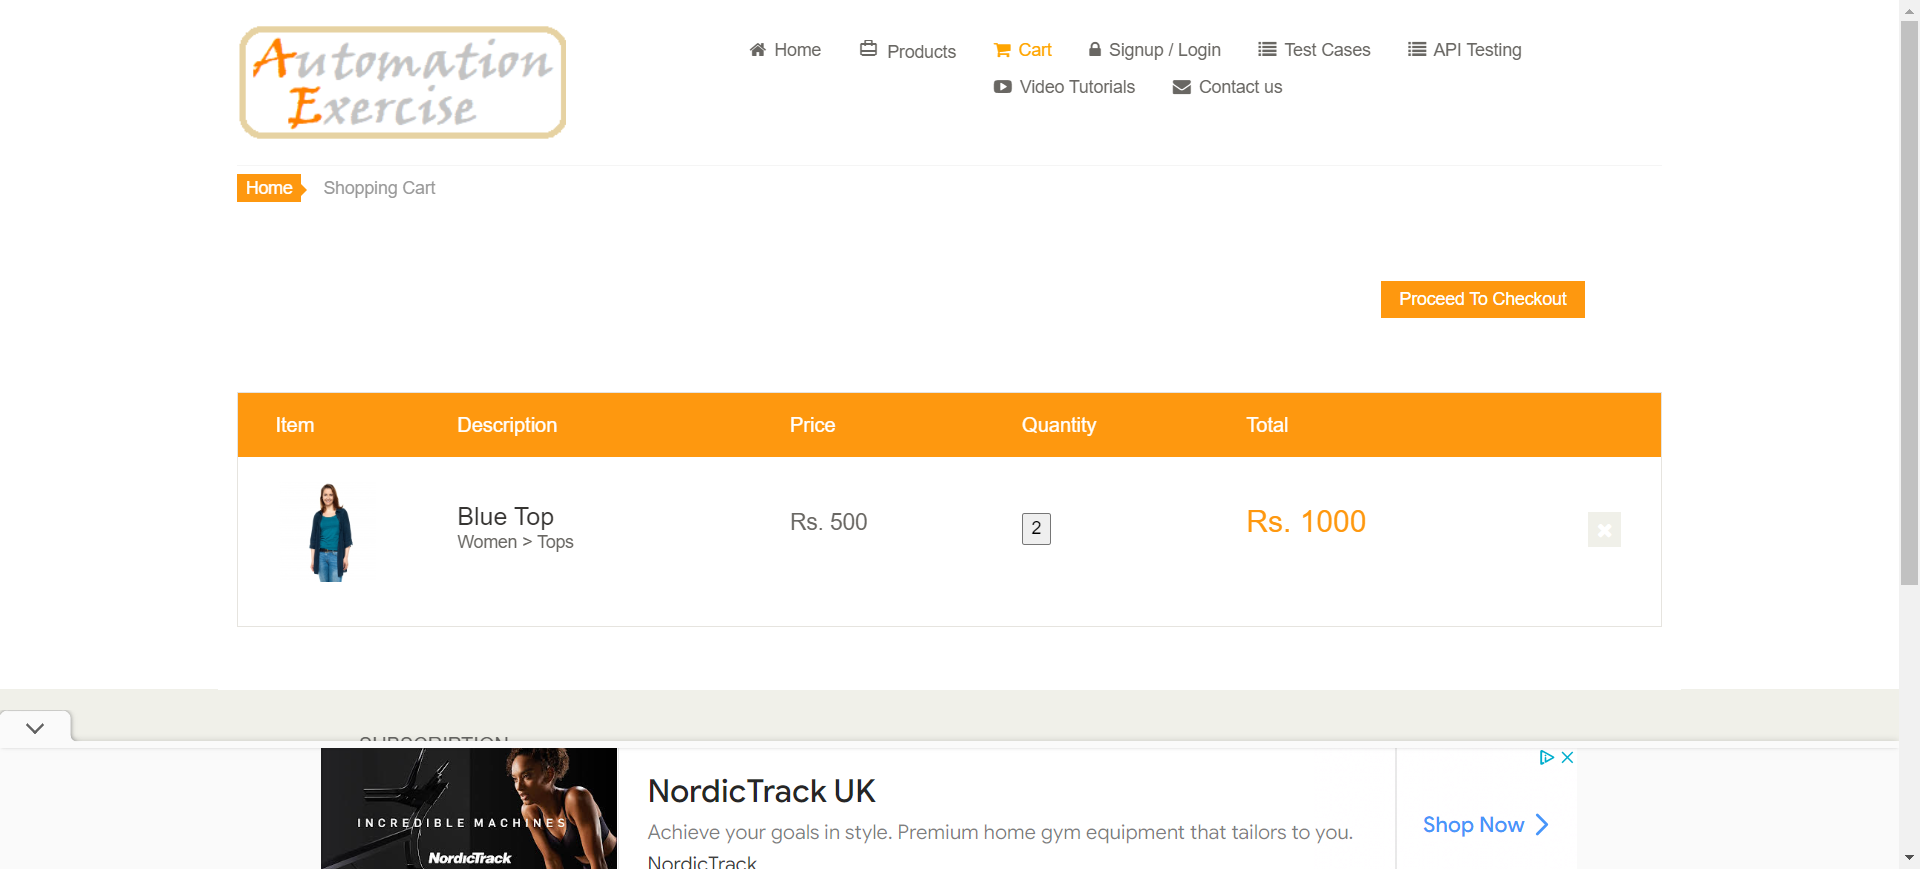 Automation
Exercise
Home
Products
Cart
Signup / Login
Test Cases
API Testing
Video Tutorials
Contact us
Home
Shopping Cart
Proceed To Checkout
Item Description Price Quantity Total
Blue Top
Women > Tops
Rs. 500
2
Rs. 1000
SUBSCRIPTION
INCREDIBLE MACHINES
NordicTrack
NordicTrack UK
Achieve your goals in style. Premium home gym equipment that tailors to you.
NordicTrack
Shop Now